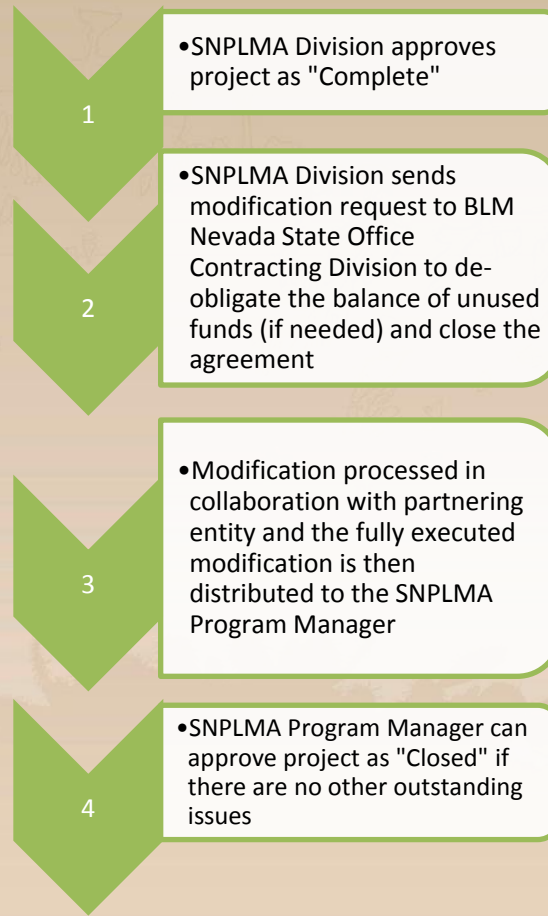 1
•SNPLMA Division approves
project as "Complete"
2
•SNPLMA Division sends
modification request to BLM
Nevada State Office
Contracting Division to de-
obligate the balance of unused
funds (if needed) and close the
agreement
3
•Modification processed in
collaboration with partnering
entity and the fully executed
modification is then
distributed to the SNPLMA
Program Manager
4
•SNPLMA Program Manager can
approve project as "Closed" if
there are no other outstanding
issues